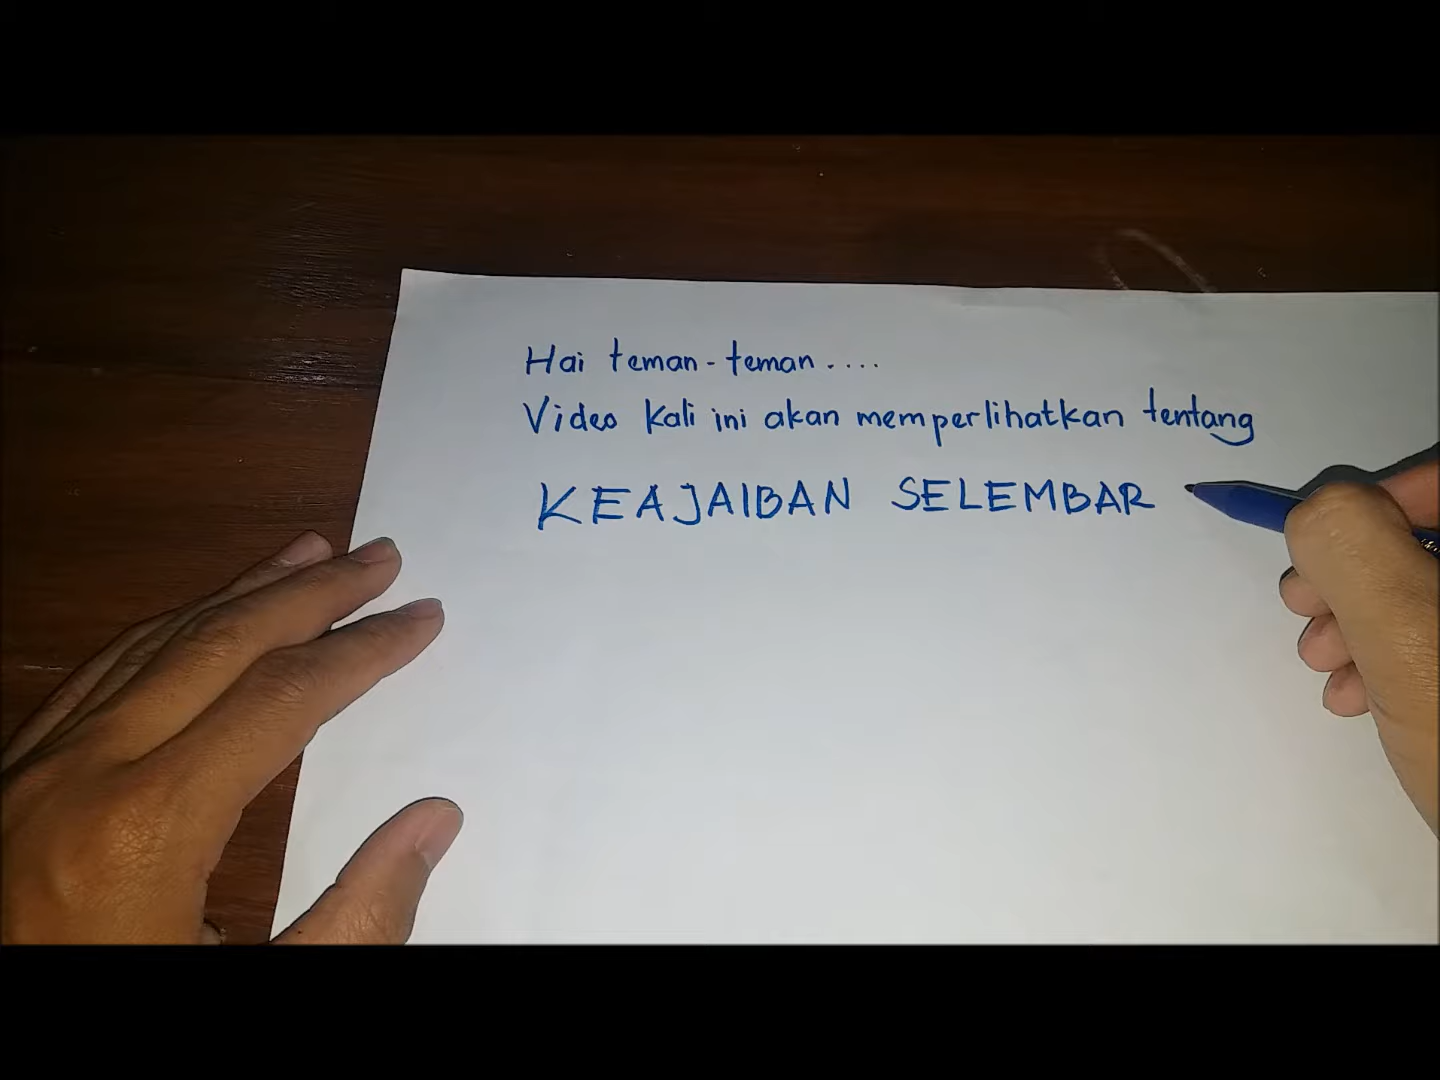 Hai teman-teman....
Video kali ini akan memperlihatkan tentang
KEAJAIBAN SELEMBAR